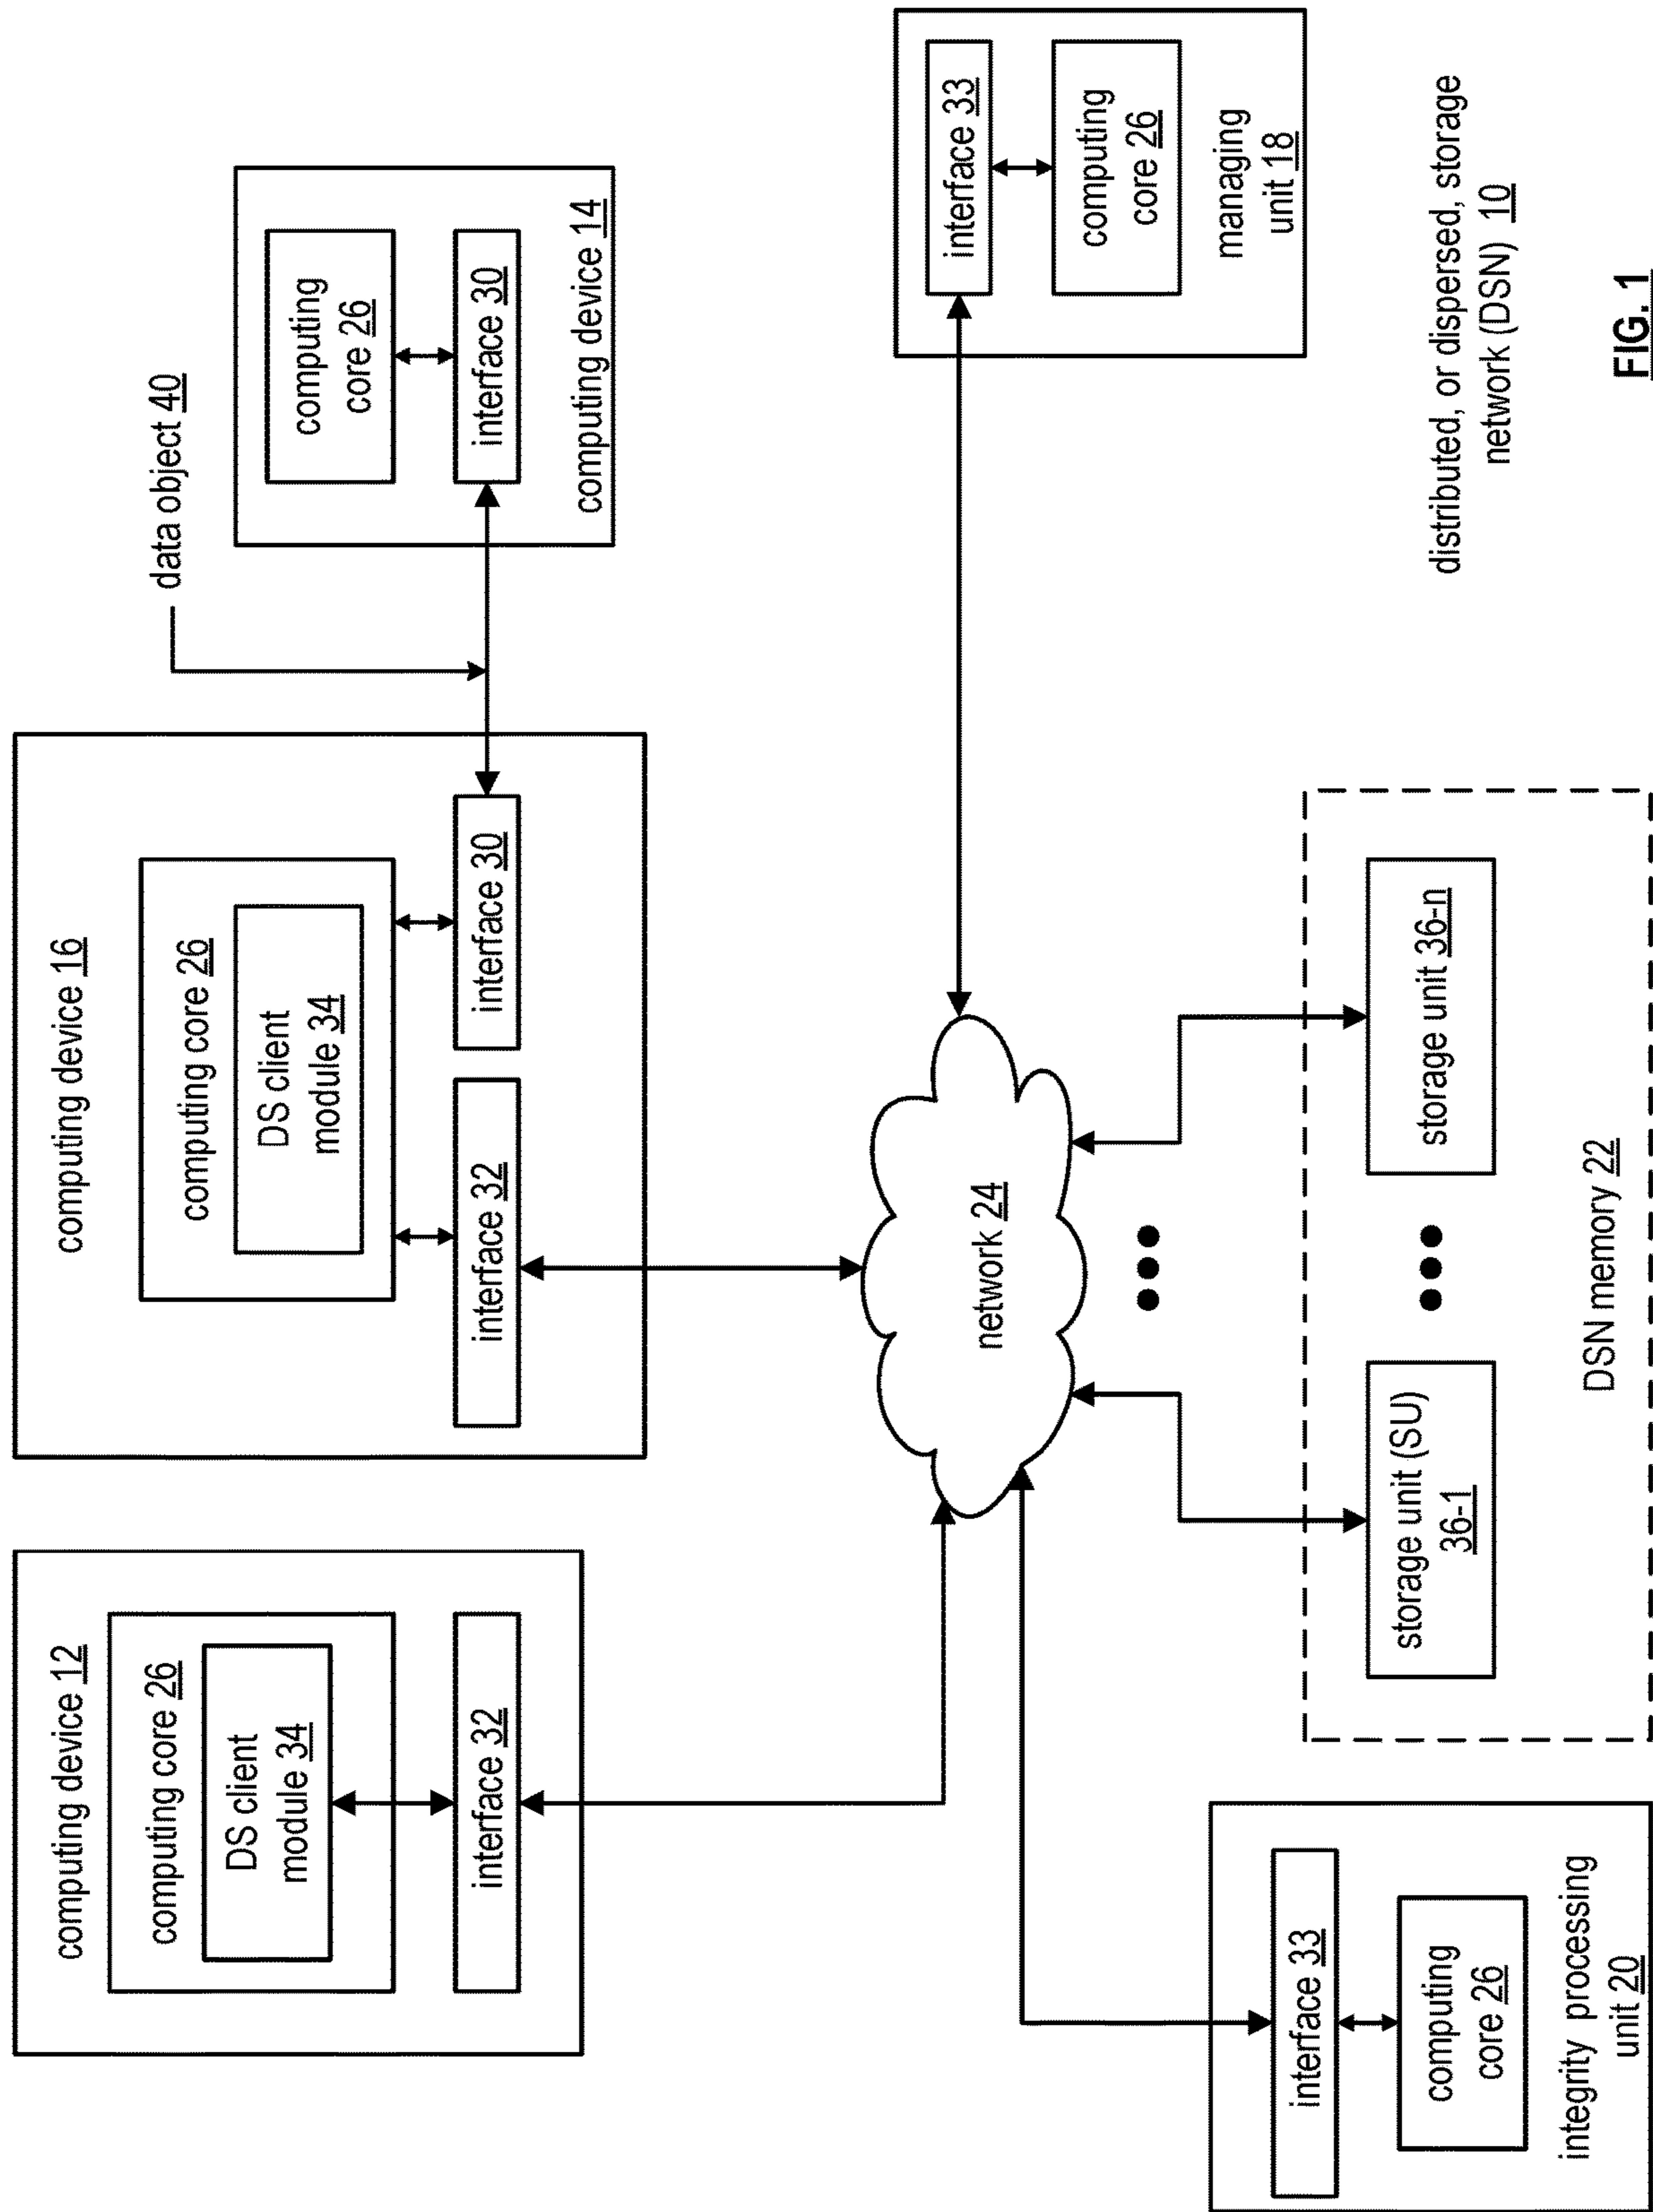 computing device 12
computing core 26
DS client
module 34
interface 32
computing device 16
computing core 26
DS client
module 34
interface 32
interface 30
data object 40
computing
core 26
interface 30
computing device 14
network 24
interface 33
computing
core 26
managing
unit 18
interface 33
computing
core 26
integrity processing
unit 20
storage unit (SU)
36-1
storage unit 36-n
DSN memory 22
distributed, or dispersed, storage
network (DSN) 10
FIG. 1